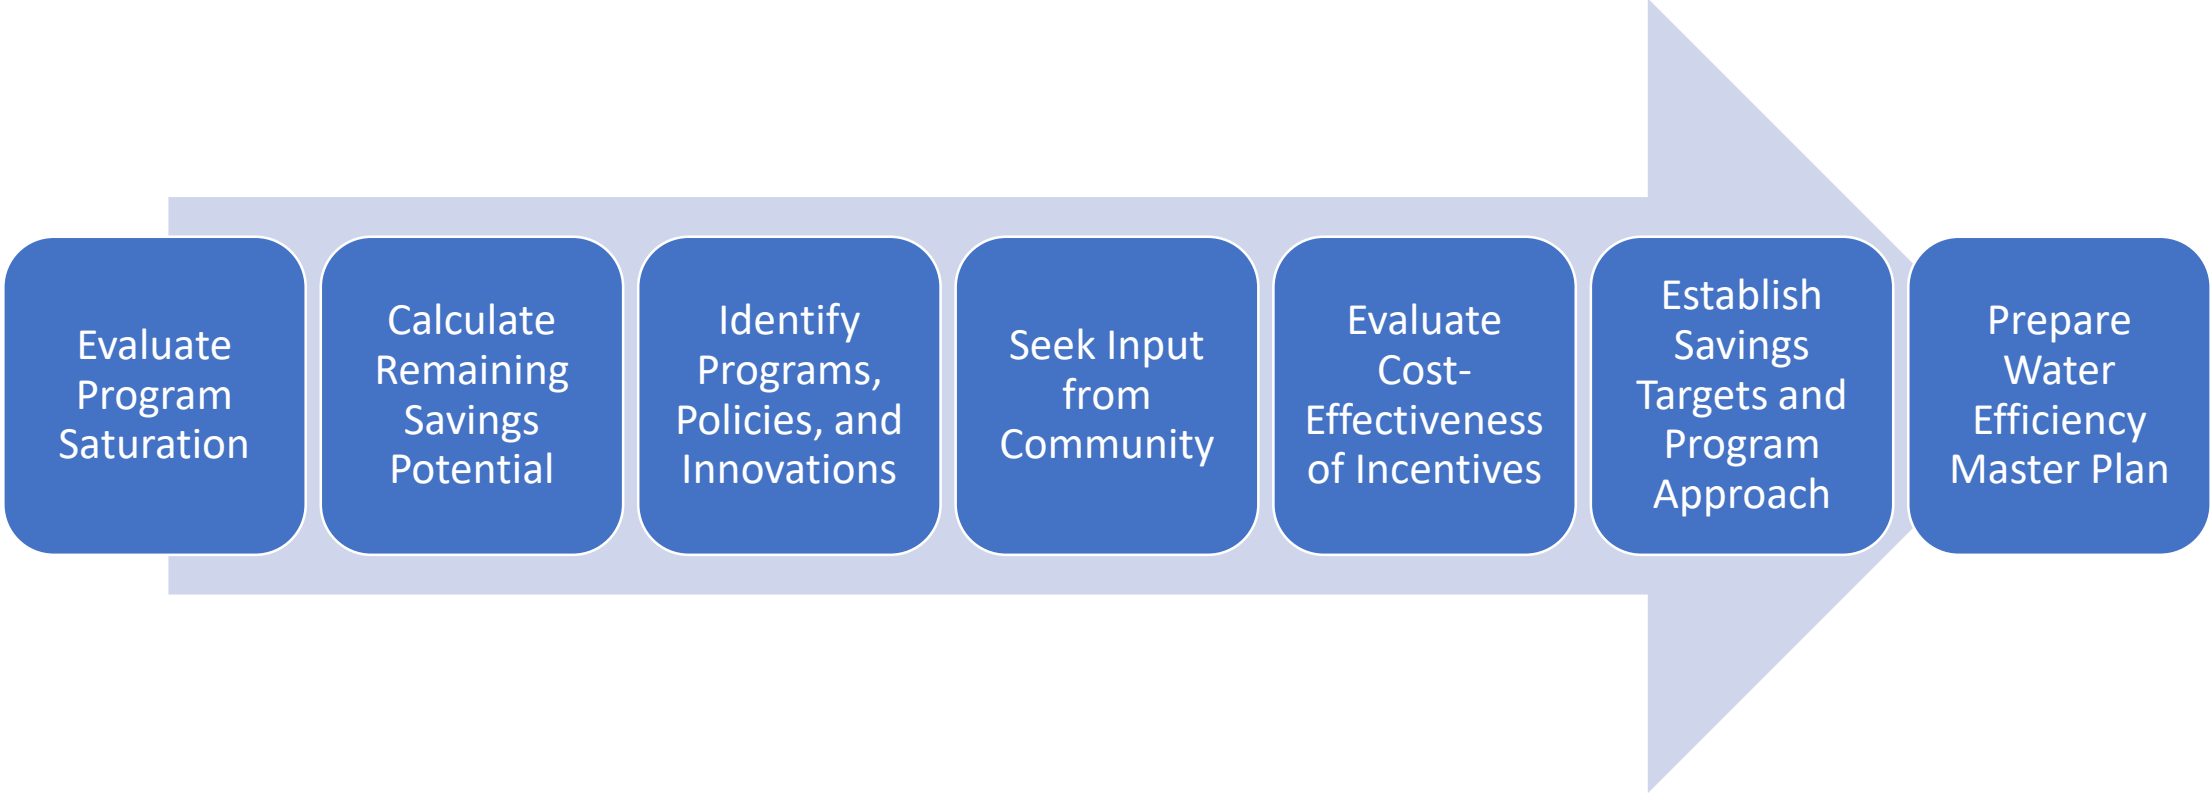 Evaluate
Program
Saturation
Calculate
Remaining
Savings
Potential
Identify
Programs,
Policies, and
Innovations
Seek Input
from
Community
Evaluate
Cost-
Effectiveness
of Incentives
Establish
Savings
Targets and
Program
Approach
Prepare
Water
Efficiency
Master Plan